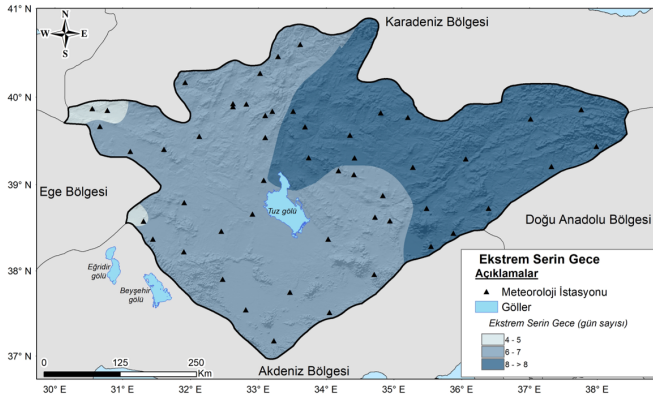 41° N
40° N
39° N
38° N
37° N
N
W E
S
Karadeniz Bölgesi
Ege Bölgesi
Tuz gölü
Doğu Anadolu Bölgesi
Eğridir
gölü
Beyşehir
gölü
Akdeniz Bölgesi
Ekstrem Serin Gece
Açıklamalar
Meteoroloji İstasyonu
Göller
Ekstrem Serin Gece (gün sayısı)
4 - 5
6 - 7
8 - > 8
0 125 250
Km
30° E 31° E 32° E 33° E 34° E 35° E 36° E 37° E 38° E